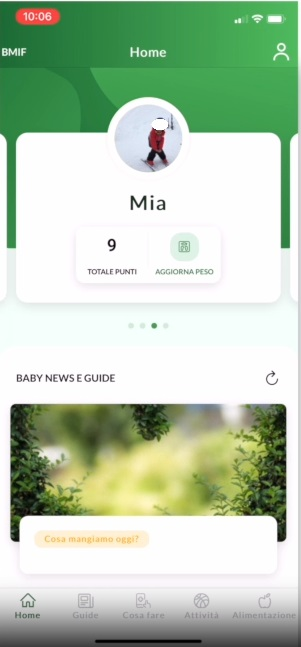 10:06
BMIF
Home
Mia
9
TOTALE PUNTI
AGGIORNA PESO
BABY NEWS E GUIDE
Cosa mangiamo oggi?
Home
Guide
Cosa fare
Attività
Alimentazione